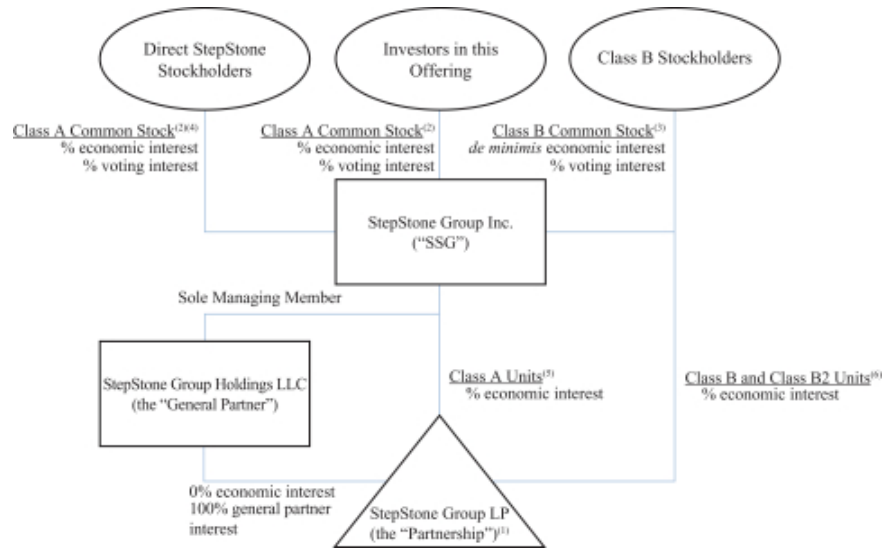 Direct StepStone
Stockholders
Investors in this
Offering
Class B Stockholders
Class A Common Stock(2)(4)
% economic interest
% voting interest
Class A Common Stock(2)
% economic interest
% voting interest
Class B Common Stock(3)
de minimis economic interest
% voting interest
StepStone Group Inc.
(“SSG”)
Sole Managing Member
StepStone Group Holdings LLC
(the “General Partner”)
Class A Units(5)
% economic interest
Class B and Class B2 Units(6)
% economic interest
0% economic interest
100% general partner
interest
StepStone Group LP
(the “Partnership”)(1)